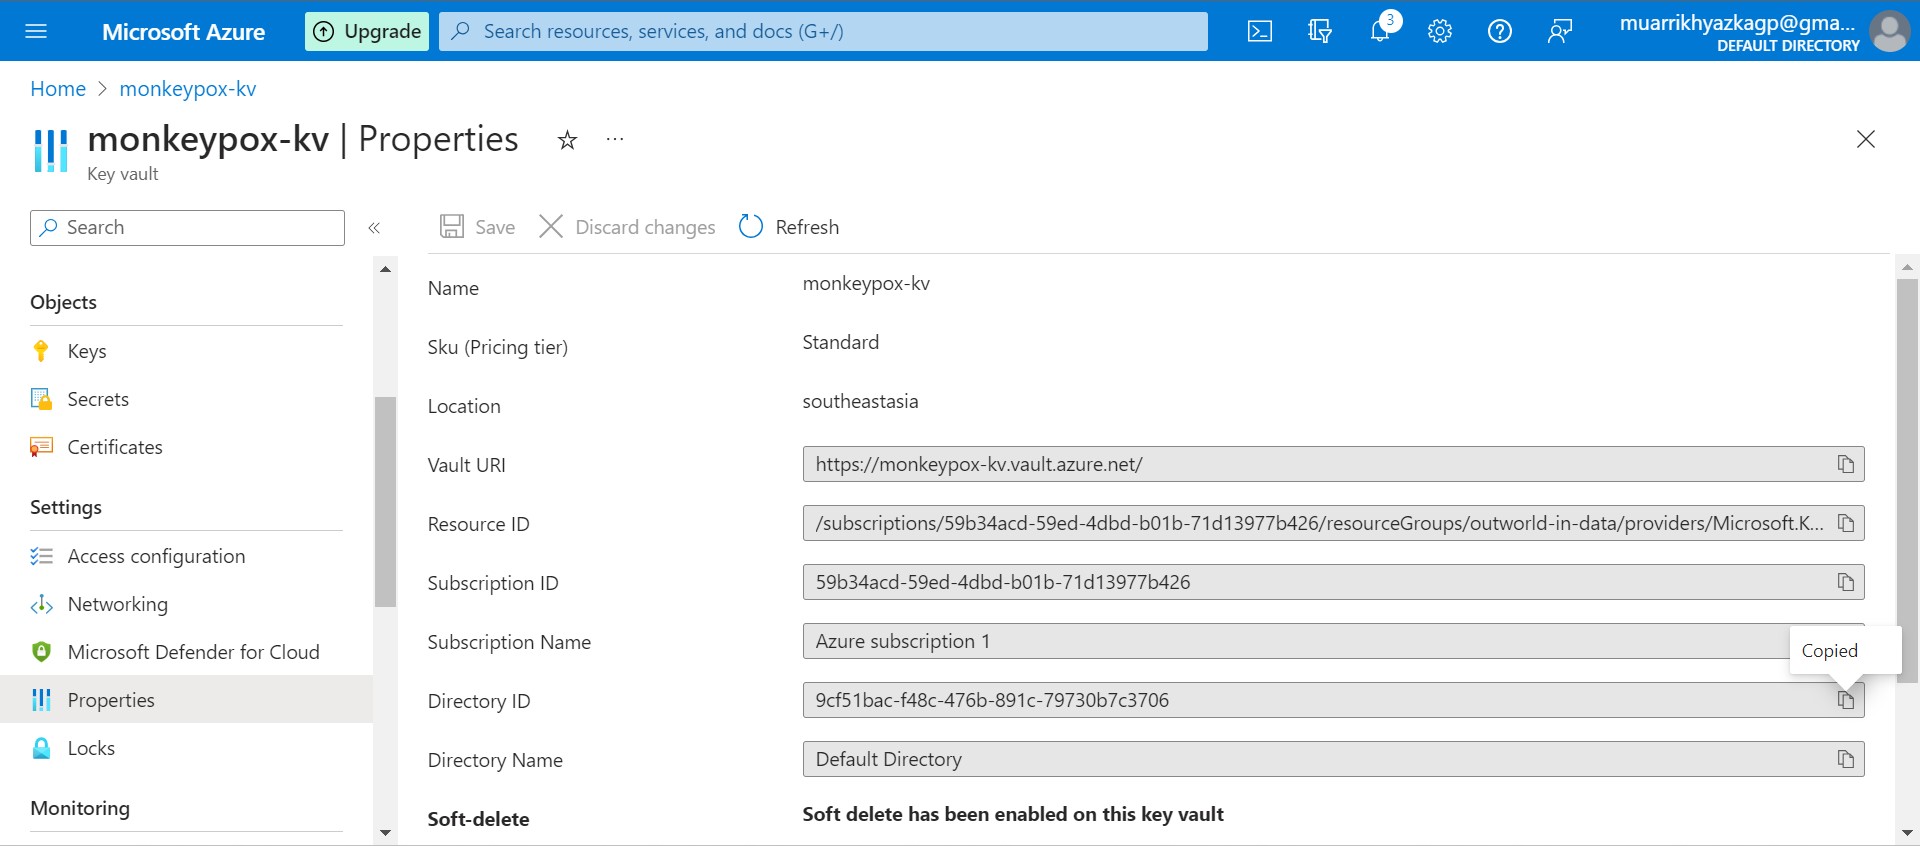 Microsoft Azure
Upgrade
Search resources, services, and docs (G+/)
3
muarrikhyazkagp@gma...
DEFAULT DIRECTORY
Home > monkeypox-kv
monkeypox-kv | Properties ...
Key vault
Search «
Save Discard changes Refresh
Objects
Keys
Secrets
Certificates
Settings
Access configuration
Networking
Microsoft Defender for Cloud
Properties
Locks
Monitoring
Name monkeypox-kv
Sku (Pricing tier) Standard
Location southeastasia
Vault URI https://monkeypox-kv.vault.azure.net/
Resource ID /subscriptions/59b34acd-59ed-4dbd-b01b-71d13977b426/resourceGroups/outworld-in-data/providers/Microsoft.K...
Subscription ID 59b34acd-59ed-4dbd-b01b-71d13977b426
Subscription Name Azure subscription 1
Copied
Directory ID 9cf51bac-f48c-476b-891c-79730b7c3706
Directory Name Default Directory
Soft-delete Soft delete has been enabled on this key vault